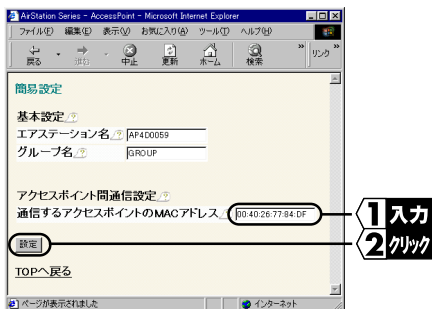 AirStation Series - AccessPoint - Microsoft Internet Explorer
ファイル(F) 編集(E) 表示(V) お気に入り(A) ツール(T) ヘルプ(H)
戻る 進む 中止 更新 ホーム 検索 » リンク »
簡易設定
基本設定
エアステーション名 AP4D0059
グループ名 GROUP
アクセスポイント間通信設定
通信するアクセスポイントのMACアドレス 00:40:26:77:84:DF
1 入力
設定
2 クリック
TOPへ戻る
ページが表示されました インターネット